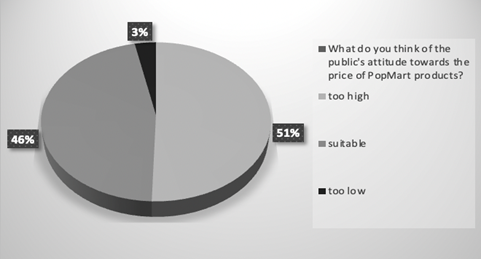 3%
46%
51%
What do you think of the
public's attitude towards the
price of PopMart products?
too high
suitable
too low